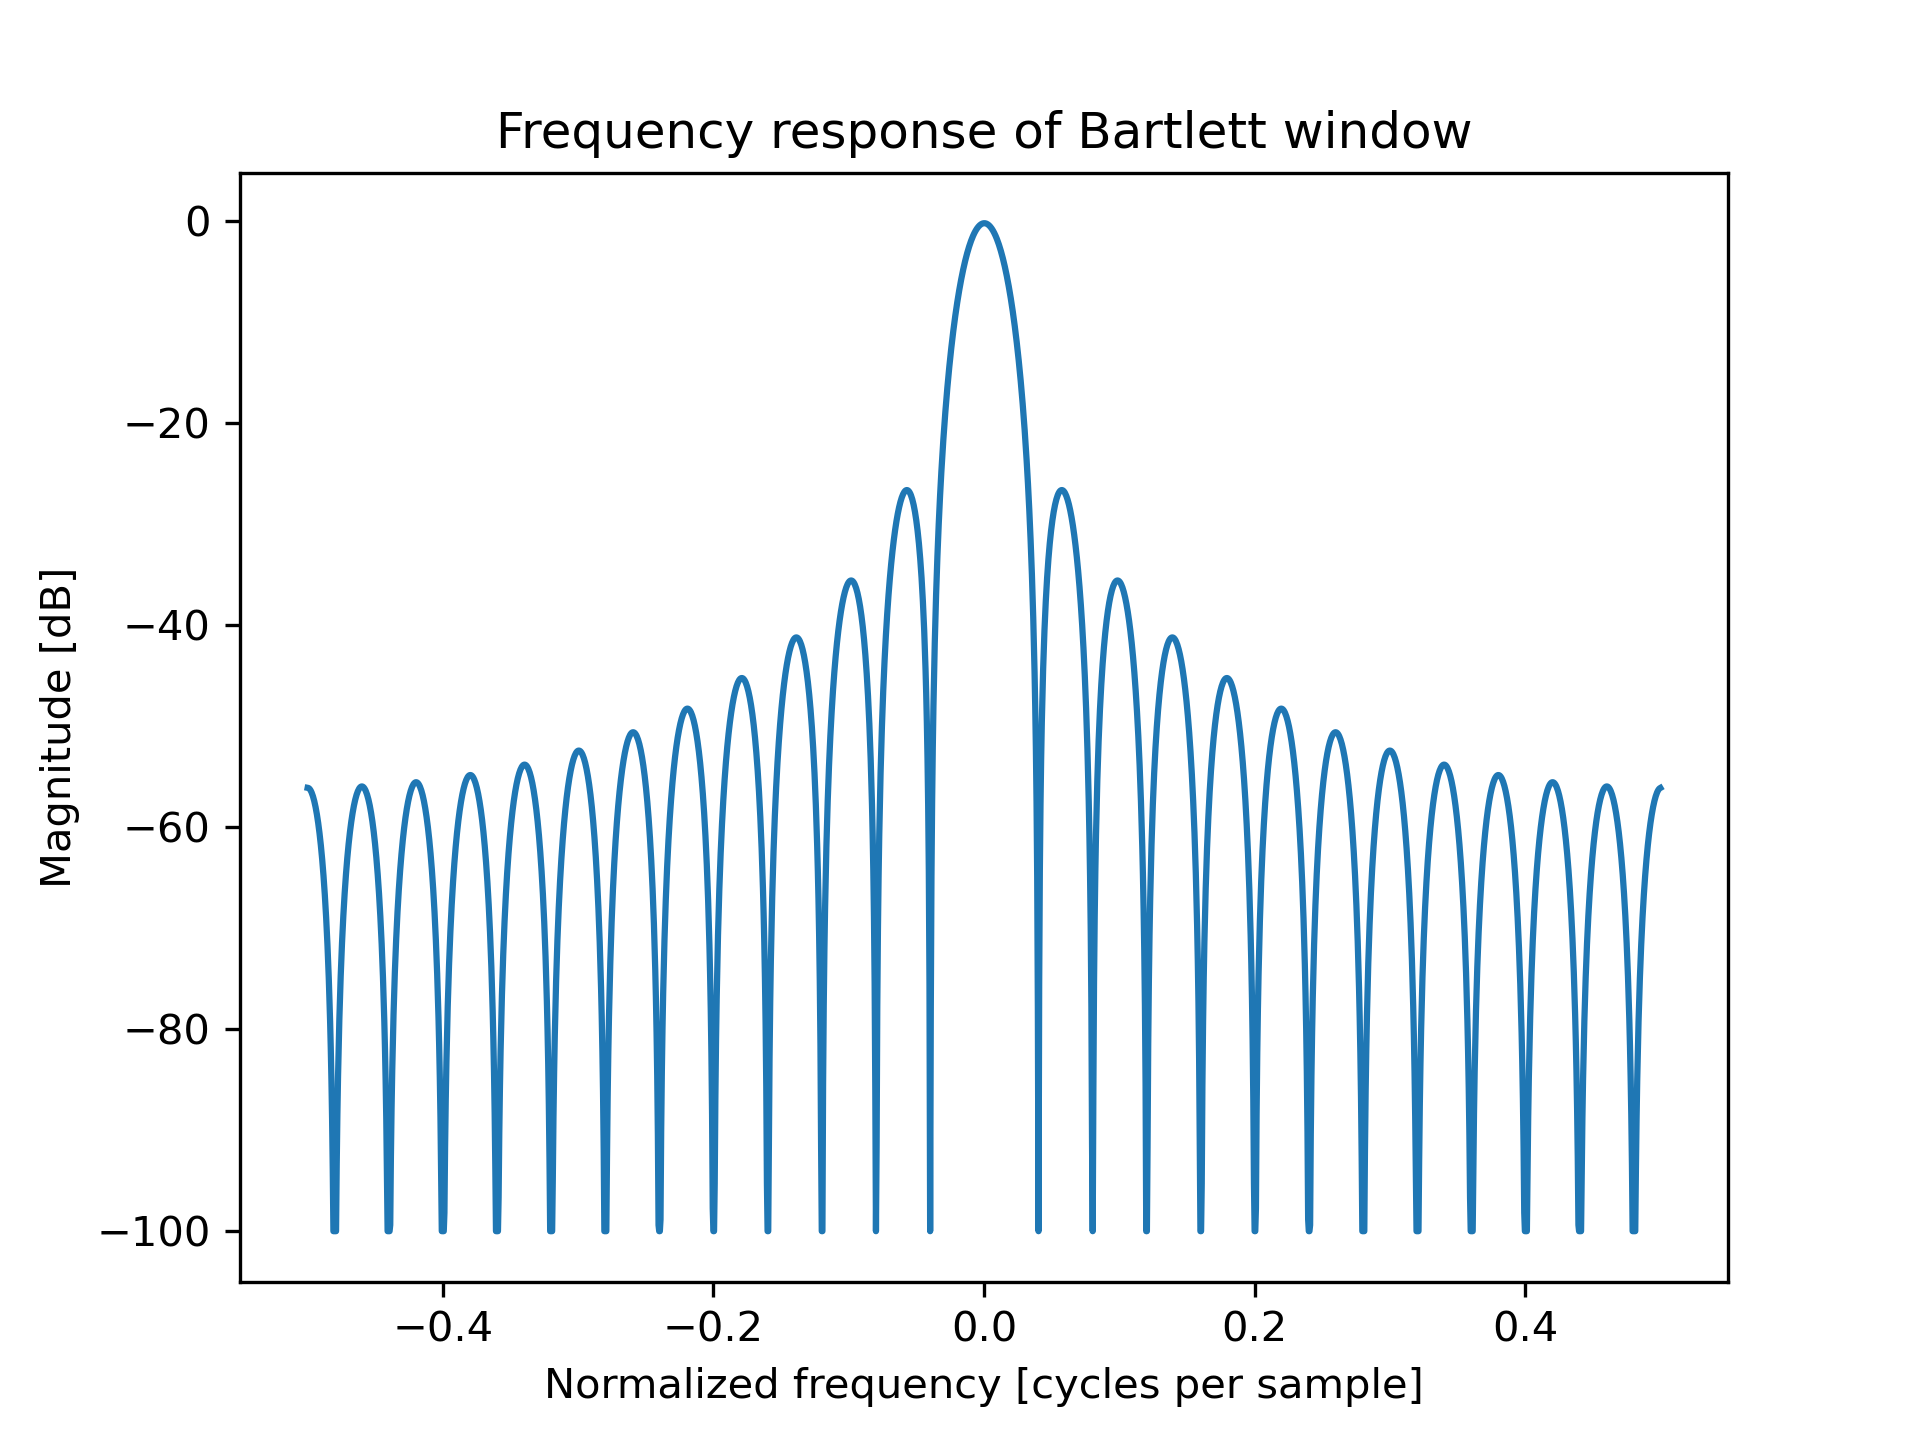 Frequency response of Bartlett window
0
−20
−40
−60
−80
−100
Magnitude [dB]
−0.4 −0.2 0.0 0.2 0.4
Normalized frequency [cycles per sample]